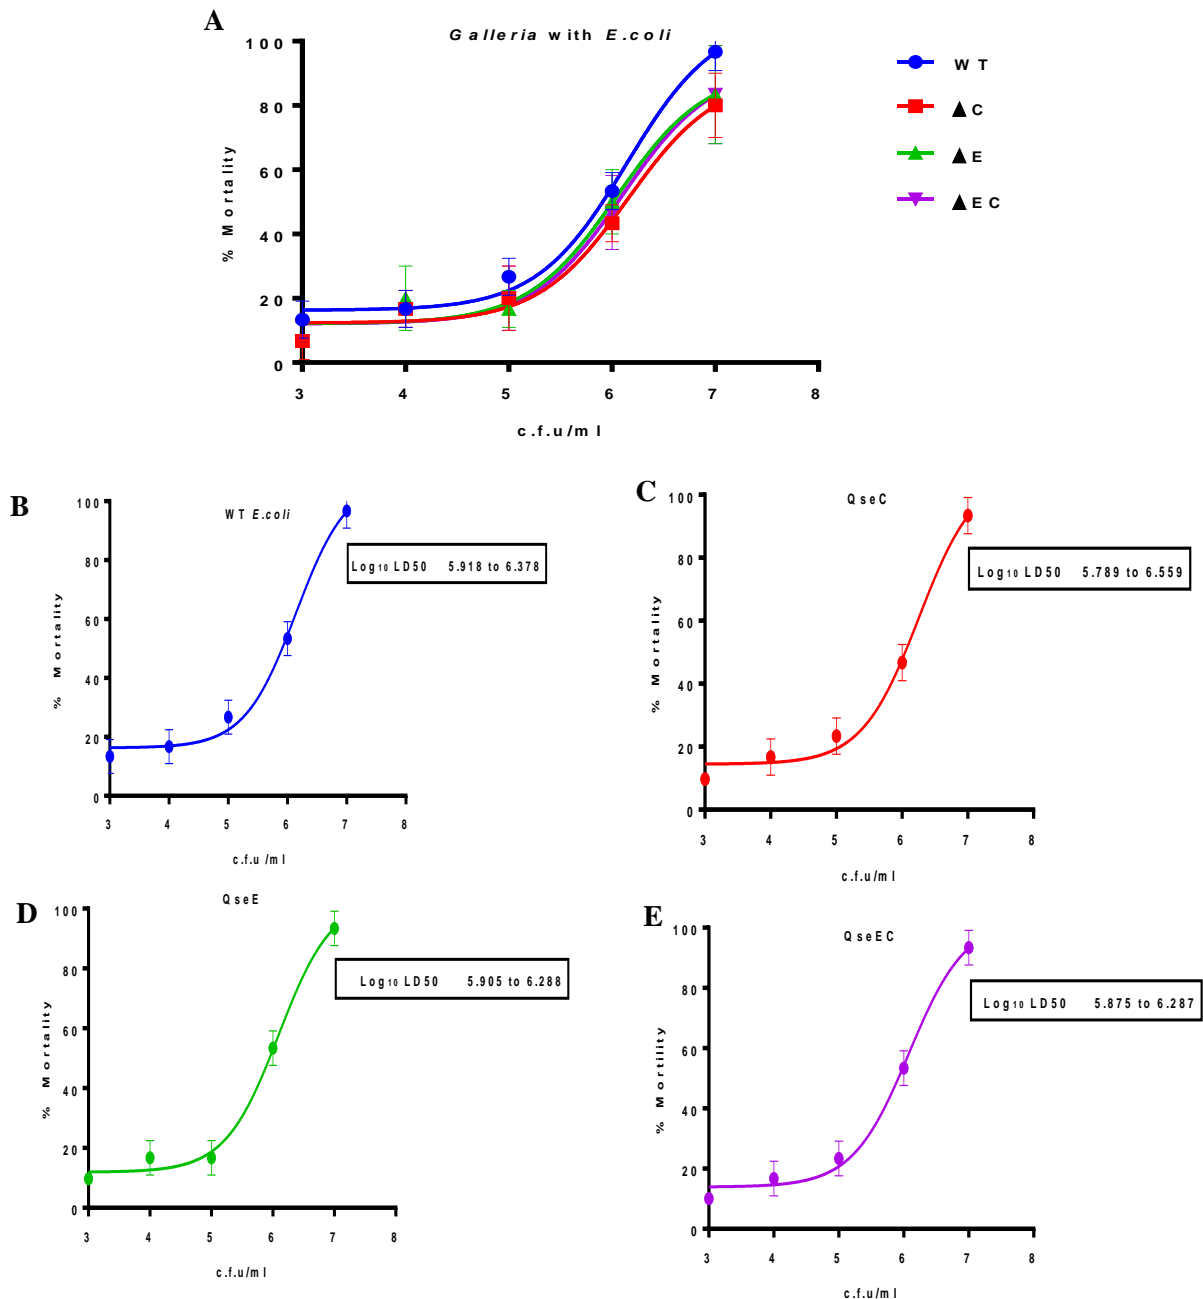 A
Galleria with E.coli
100
80
60
40
20
0
% Mortality
3 4 5 6 7 8
c.f.u/ml
WT
▲C
▲E
▲EC
B
WT E.coli
100
80
60
40
20
0
% Mortality
Log10 LD50 5.918 to 6.378
3 4 5 6 7 8
c.f.u/ml
C
QseC
100
80
60
40
20
0
% Mortality
Log10 LD50 5.789 to 6.559
3 4 5 6 7 8
c.f.u/ml
D
QseE
100
80
60
40
20
0
% Mortality
Log10 LD50 5.905 to 6.288
3 4 5 6 7 8
c.f.u/ml
E
QseEC
100
80
60
40
20
0
% Mortility
Log10 LD50 5.875 to 6.287
3 4 5 6 7 8
c.f.u/ml